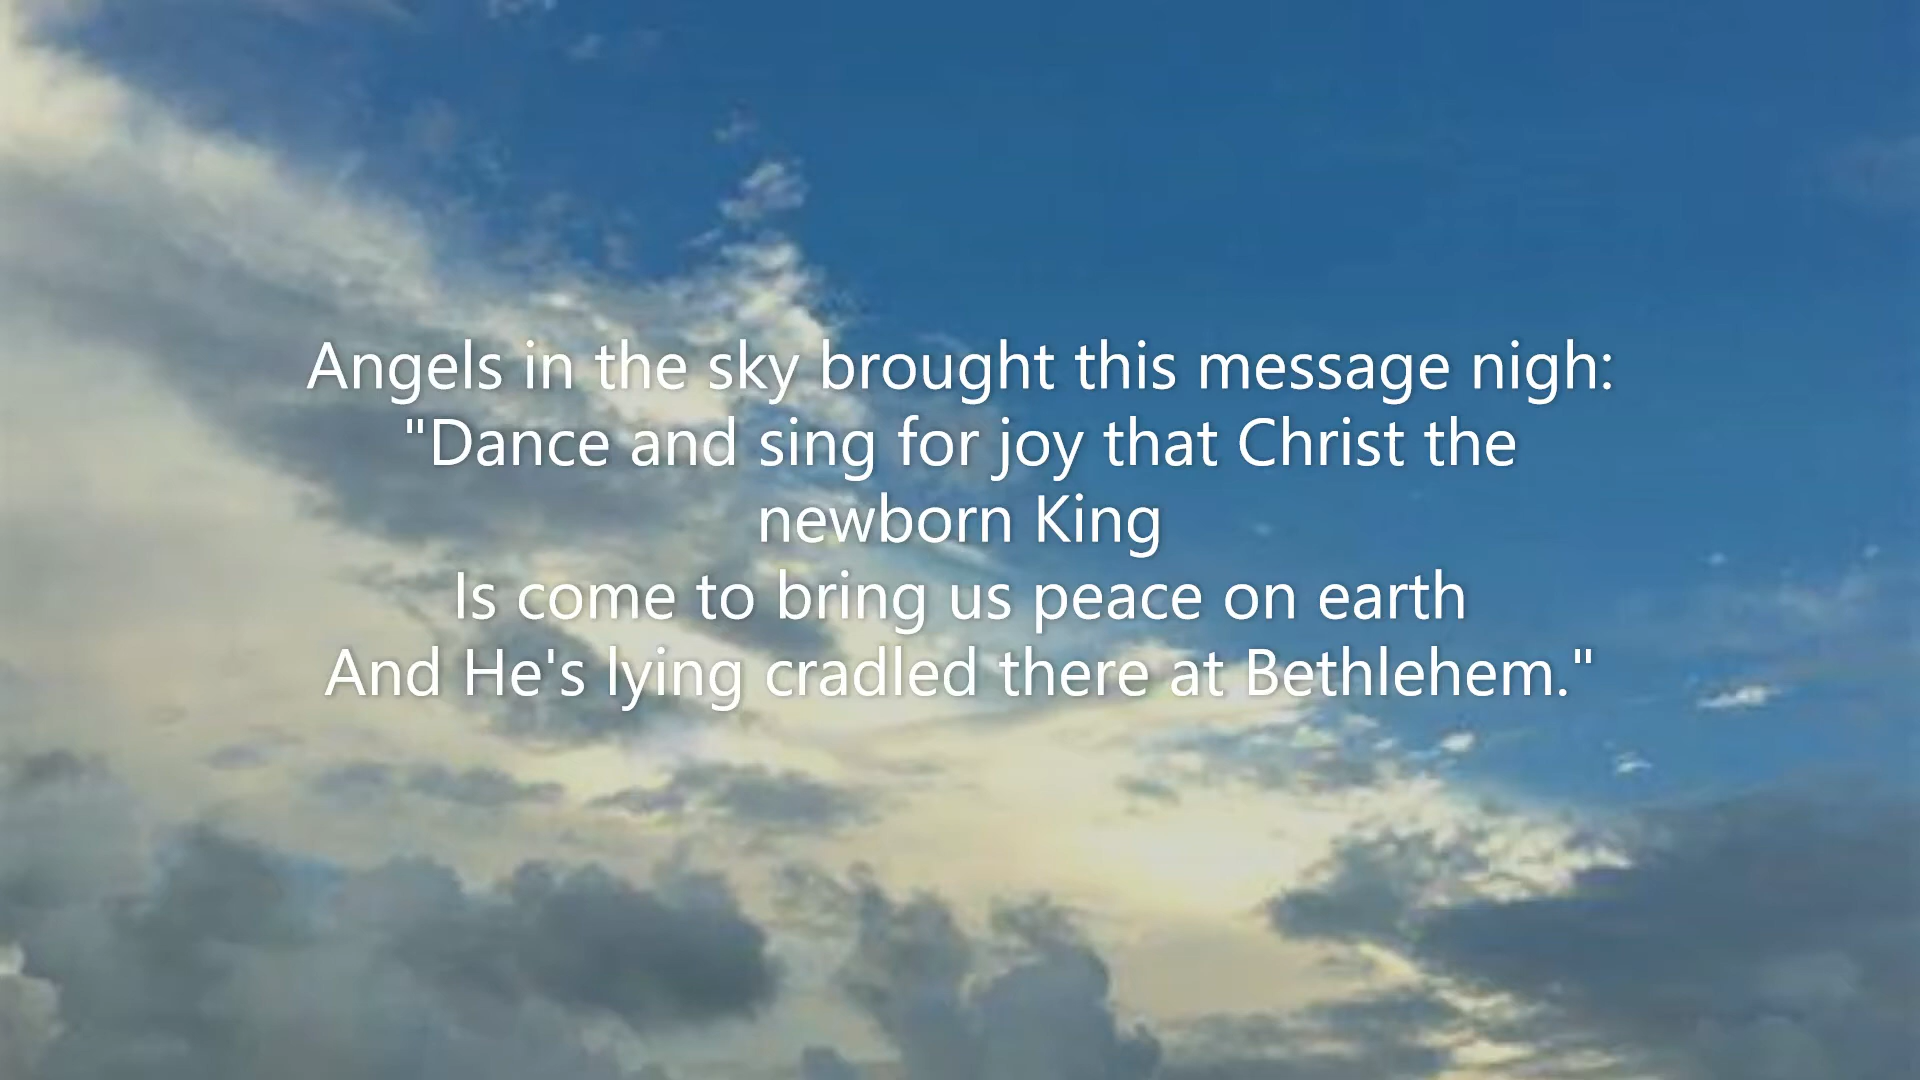 Angels in the sky brought this message nigh:
"Dance and sing for joy that Christ the
newborn King
Is come to bring us peace on earth
And He's lying cradled there at Bethlehem."